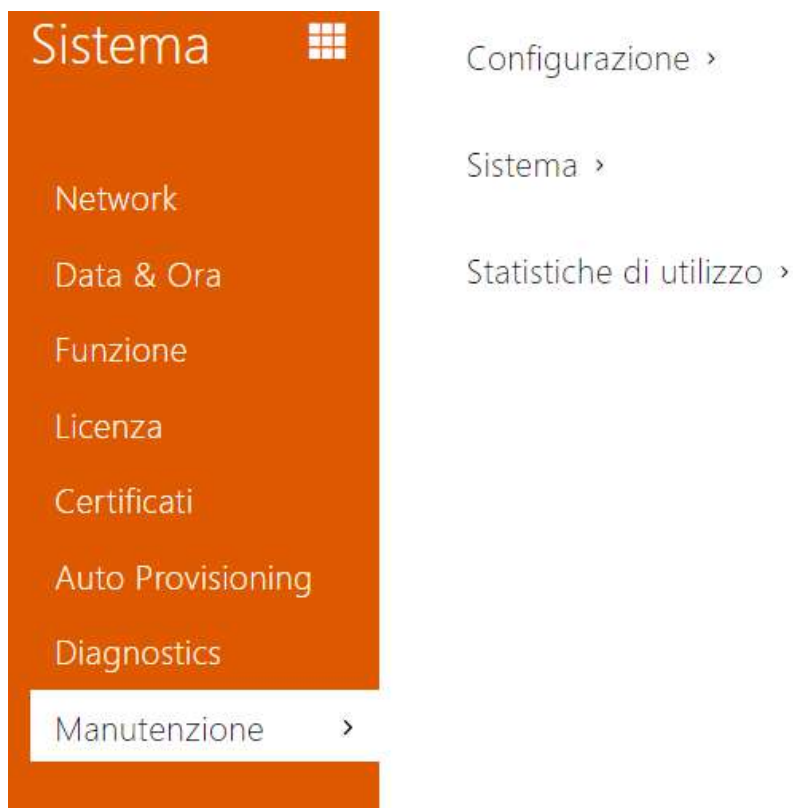 Sistema
Network
Data & Ora
Funzione
Licenza
Certificati
Auto Provisioning
Diagnostics
Manutenzione ›
Configurazione ›
Sistema ›
Statistiche di utilizzo ›